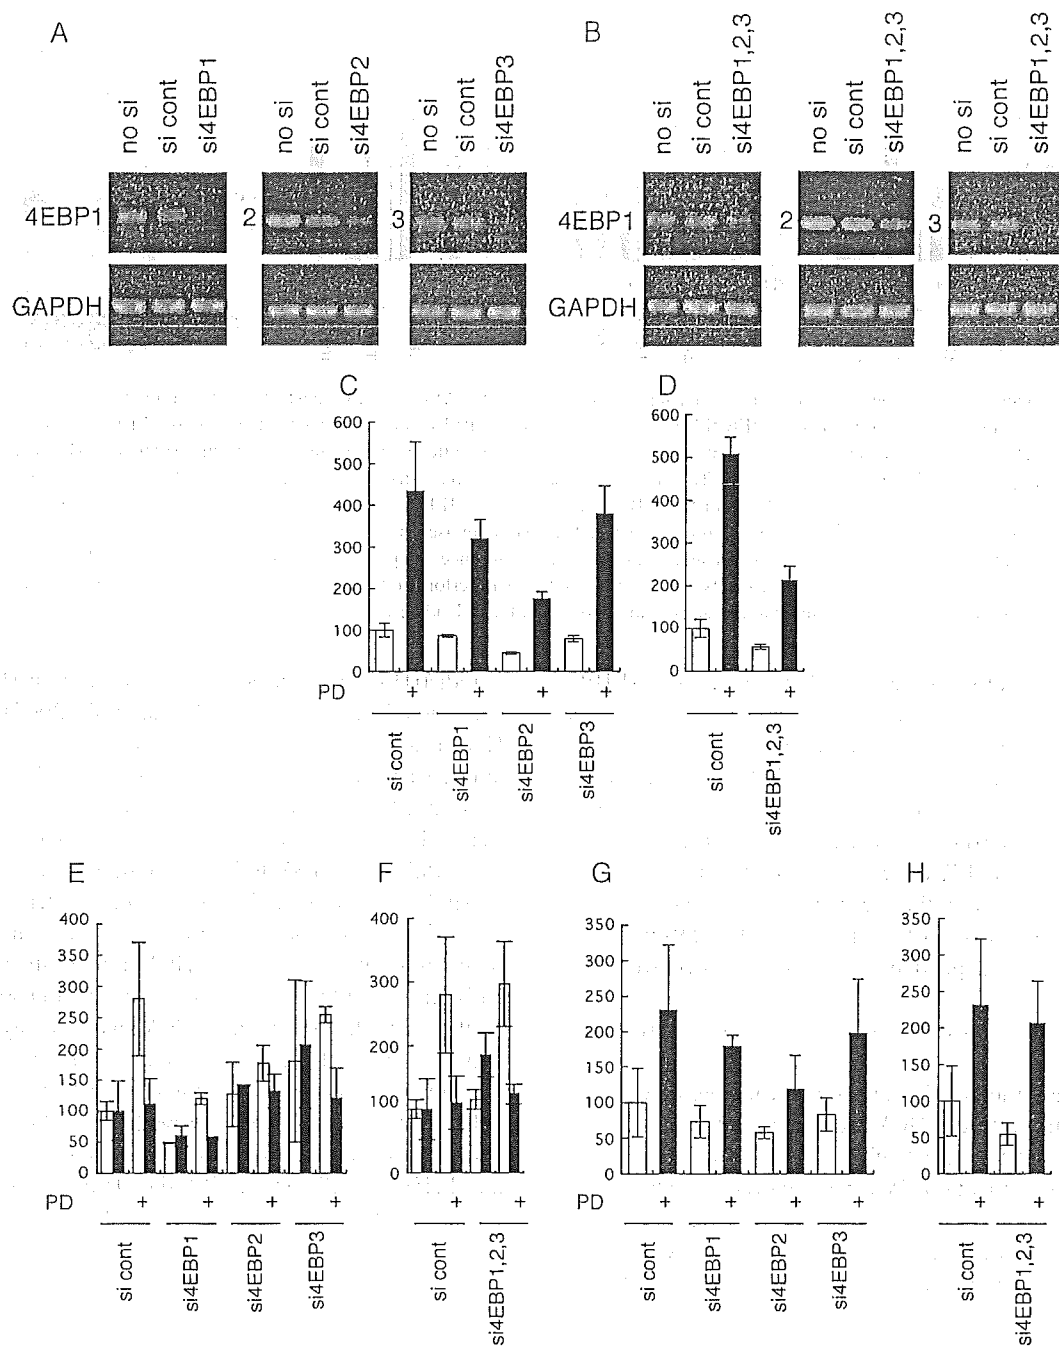 A
B
no si
si cont
si4EBP1
no si
si cont
si4EBP2
no si
si cont
si4EBP3
no si
si cont
si4EBP1,2,3
no si
si cont
si4EBP1,2,3
no si
si cont
si4EBP1,2,3
4EBP1
2
3
4EBP1
2
3
GAPDH
GAPDH
C
600
500
400
300
200
100
0
PD + + + +
si cont
si4EBP1
si4EBP2
si4EBP3
D
600
500
400
300
200
100
0
+ +
si cont
si4EBP1,2,3
E
400
350
300
250
200
150
100
50
0
PD + + + +
si cont
si4EBP1
si4EBP2
si4EBP3
F
400
300
200
100
0
+ +
si cont
si4EBP1,2,3
G
350
300
250
200
150
100
50
0
PD + + + +
si cont
si4EBP1
si4EBP2
si4EBP3
H
350
300
250
200
150
100
50
0
+ +
si cont
si4EBP1,2,3